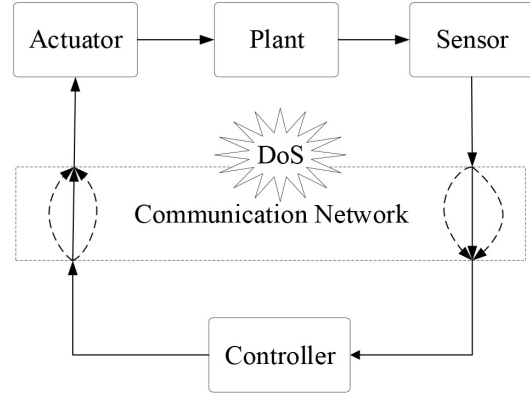 Actuator
Plant
Sensor
DoS
Communication Network
Controller